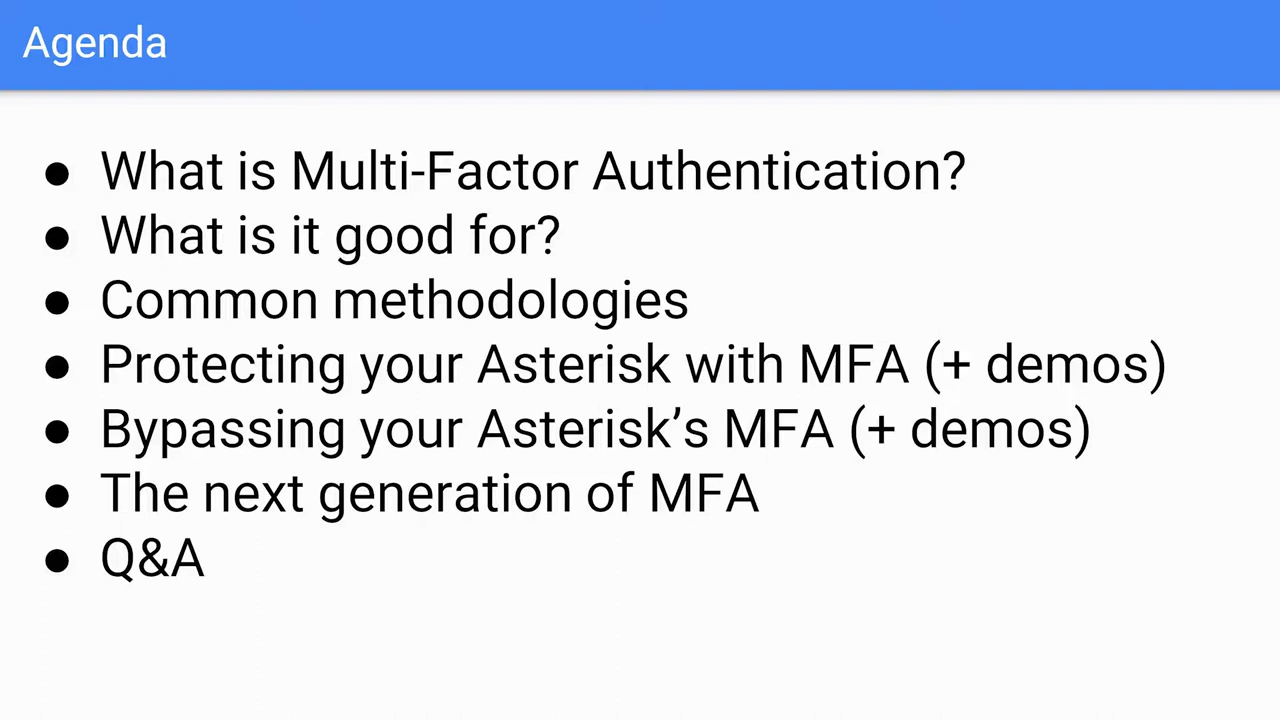 Agenda
● What is Multi-Factor Authentication?
● What is it good for?
● Common methodologies
● Protecting your Asterisk with MFA (+ demos)
● Bypassing your Asterisk’s MFA (+ demos)
● The next generation of MFA
● Q&A